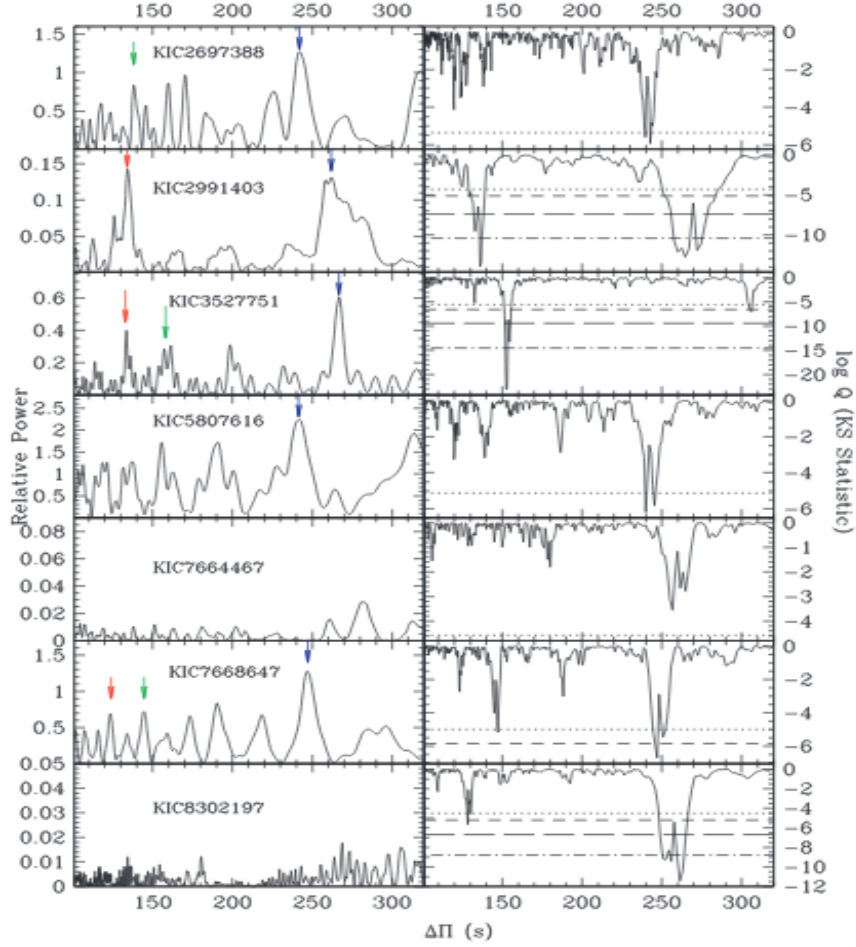 100 150 200 250 300 100 150 200 250 300
1.5 KIC2697388 0
1 −2
0.5 −4
−6
0.15 KIC2991403 0
0.1 −5
0.05 −10
0.6 KIC3527751 0
0.4 −5
0.2 −10
−15
−20
2.5 KIC5807616 0
2 −2
1.5 −4
1 −6
0.5
0.08 KIC7664467 0
0.06 −1
0.04 −2
0.02 −3
0 −4
1.5 KIC7668647 0
1 −2
0.5 −4
0.05 −6
0.04 KIC8302197 0
0.03 −2
0.02 −4
0.01 −6
0 −8
−10
−12
150 200 250 300 150 200 250 300
Relative Power
log Q (KS Statistic)
ΔΠ (s)